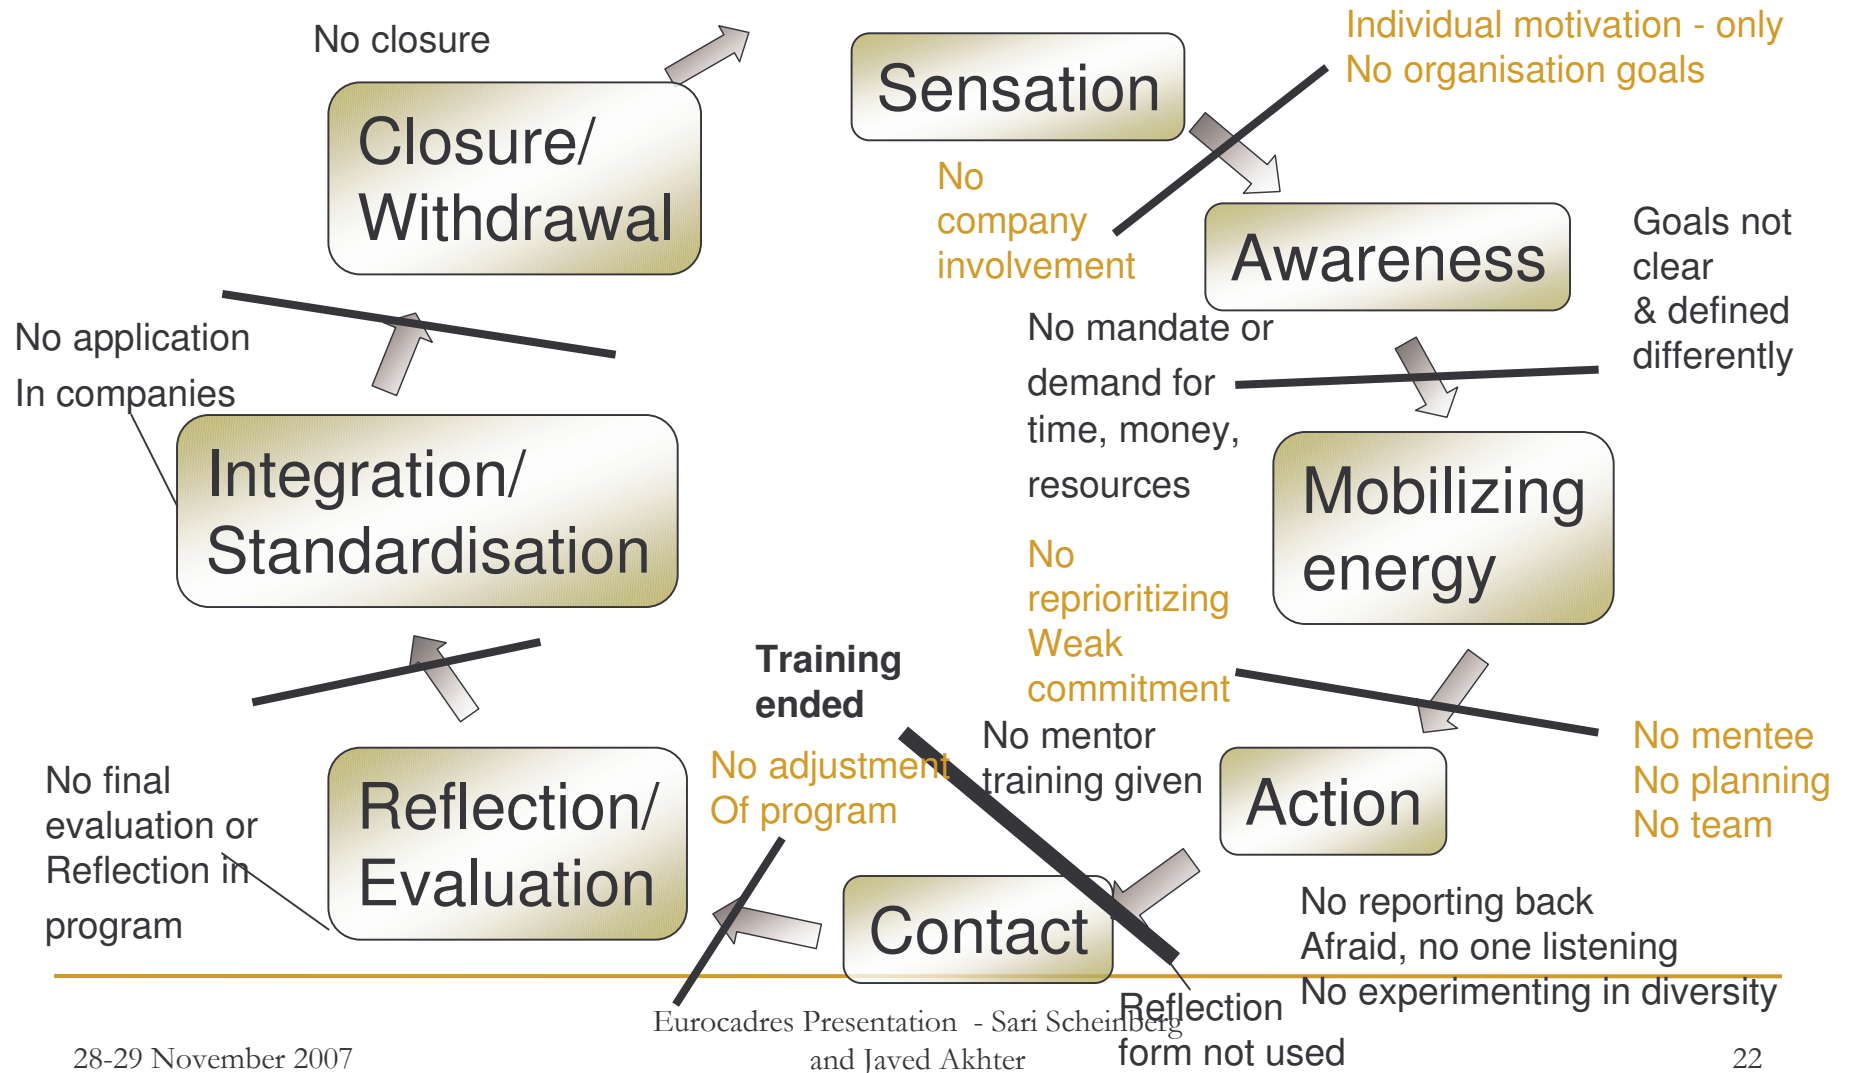 No closure
Closure/
Withdrawal
Sensation
Individual motivation - only
No organisation goals
No
company
involvement
Awareness
Goals not
clear
& defined
differently
No mandate or
demand for
time, money,
resources
Mobilizing
energy
No
reprioritizing
Weak
commitment
No mentor
training given
Action
No mentee
No planning
No team
No reporting back
Afraid, no one listening
No experimenting in diversity
Training
ended
Contact
Reflection
form not used
No adjustment
Of program
Reflection/
Evaluation
No final
evaluation or
Reflection in
program
Integration/
Standardisation
No application
In companies
28-29 November 2007
Eurocadres Presentation - Sari Scheinberg
and Javed Akhter
22